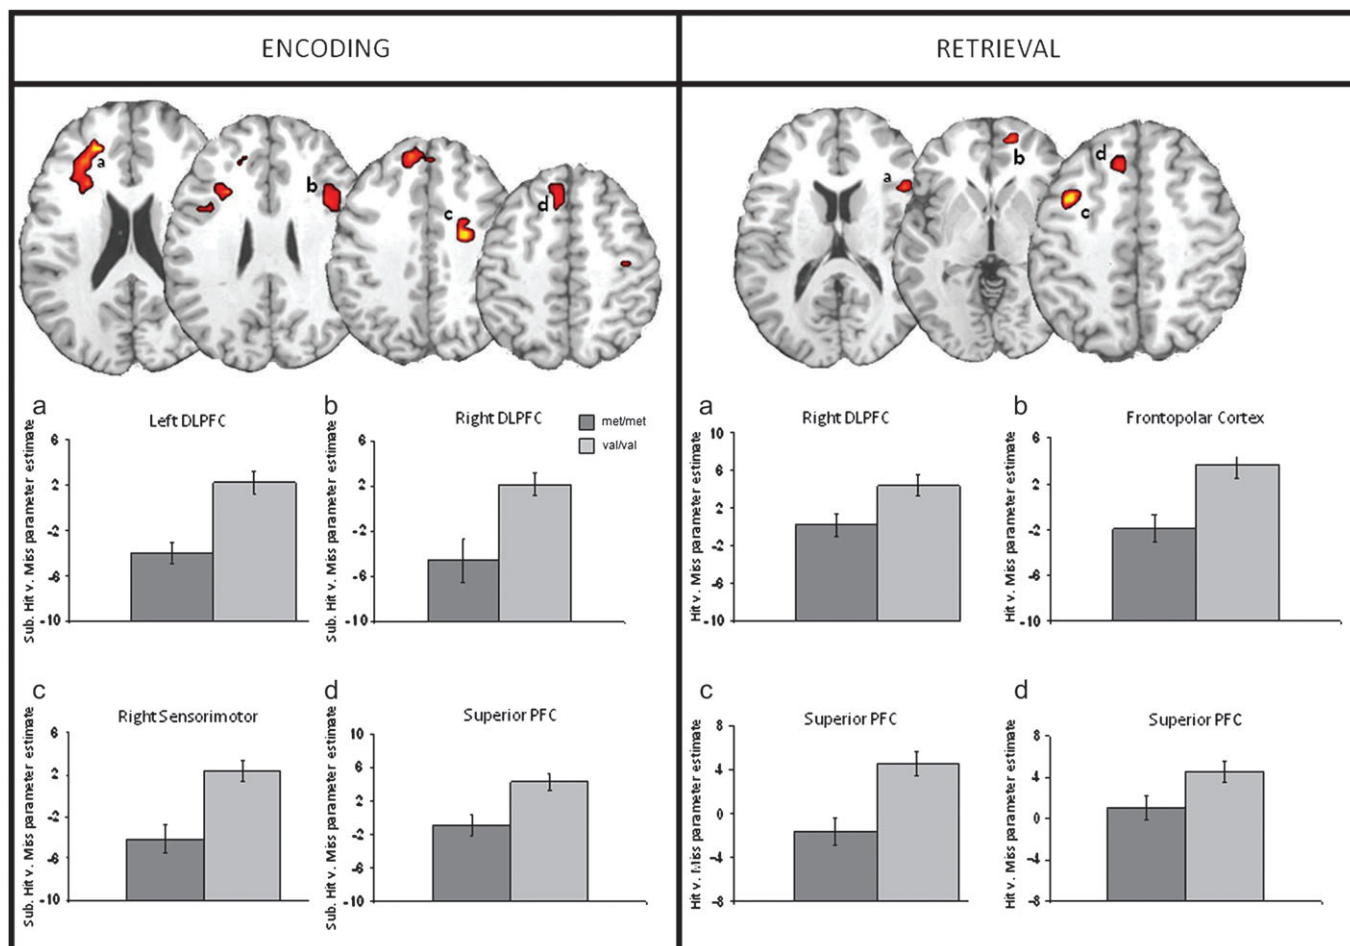 ENCODING
RETRIEVAL
a
b
c
d
a
b
c
d
a
Left DLPFC
Sub. Hit v. Miss parameter estimate
6
2
-2
-6
-10
b
Right DLPFC
met/met
val/val
Sub. Hit v. Miss parameter estimate
6
2
-2
-6
-10
a
Right DLPFC
Hit v. Miss parameter estimate
10
6
2
-2
-6
-10
b
Frontopolar Cortex
Hit v. Miss parameter estimate
6
2
-2
-6
-10
c
Right Sensorimotor
Sub. Hit v. Miss parameter estimate
6
2
-2
-6
-10
d
Superior PFC
Sub. Hit v. Miss parameter estimate
10
6
2
-2
-6
-10
c
Superior PFC
Hit v. Miss parameter estimate
8
4
0
-4
-8
d
Superior PFC
Hit v. Miss parameter estimate
8
4
0
-4
-8